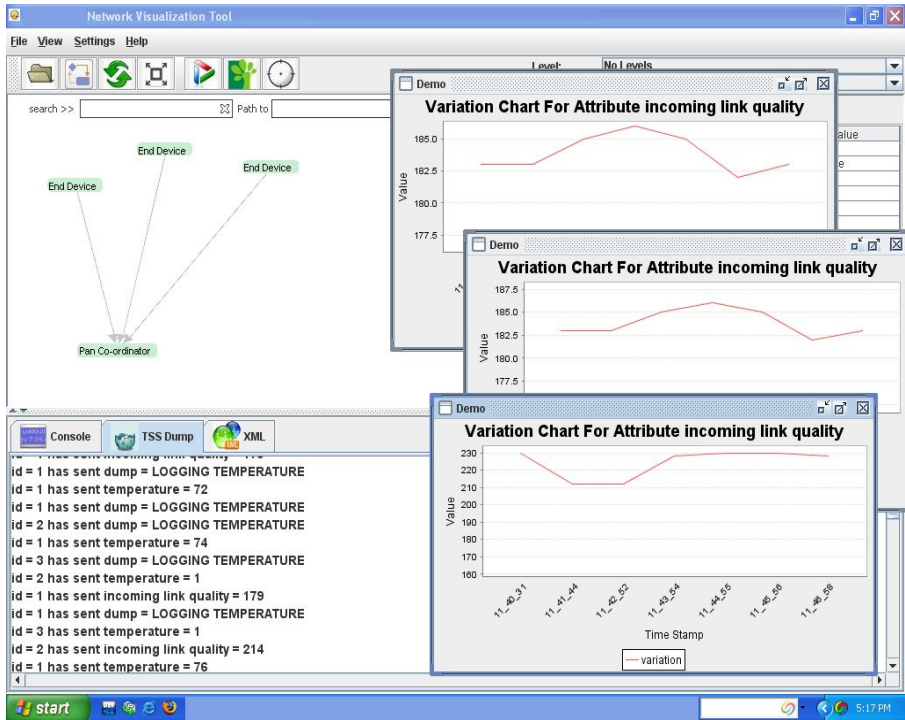 Network Visualization Tool
File View Settings Help
Level: No Levels
search >> Path to
End Device
End Device
End Device
Pan Co-ordinator
Demo
Variation Chart For Attribute incoming link quality
Value
185.0
182.5
180.0
177.5
Demo
Variation Chart For Attribute incoming link quality
Value
187.5
185.0
182.5
180.0
177.5
Console TSS Dump XML
id = 1 has sent dump = LOGGING TEMPERATURE
id = 1 has sent temperature = 72
id = 1 has sent dump = LOGGING TEMPERATURE
id = 2 has sent dump = LOGGING TEMPERATURE
id = 1 has sent temperature = 74
id = 3 has sent dump = LOGGING TEMPERATURE
id = 2 has sent temperature = 1
id = 1 has sent incoming link quality = 179
id = 1 has sent dump = LOGGING TEMPERATURE
id = 3 has sent temperature = 1
id = 2 has sent incoming link quality = 214
id = 1 has sent temperature = 76
Demo
Variation Chart For Attribute incoming link quality
Value
230
220
210
200
190
180
170
160
11_40_31 11_41_44 11_42_52 11_43_54 11_44_55 11_45_56 11_46_58
Time Stamp
variation
start
5:17 PM